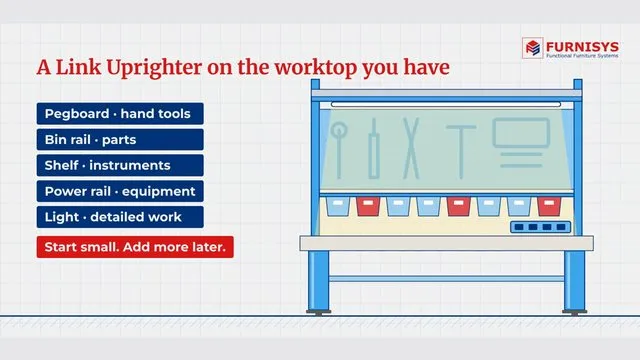 FURNISYS
Functional Furniture Systems
A Link Uprighter on the worktop you have
Pegboard · hand tools
Bin rail · parts
Shelf · instruments
Power rail · equipment
Light · detailed work
Start small. Add more later.